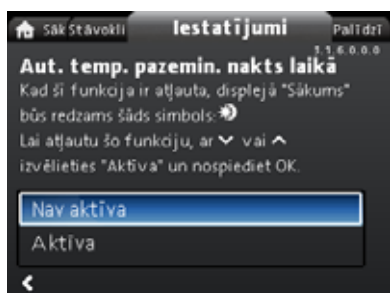 Sāk Stāvokli Iestatījumi Palīdzī
3.1.6.0.0.0
Aut. temp. pazemin. nakts laikā
Kad šī funkcija ir atļauta, displejā "Sākums"
būs redzams šāds simbols:
Lai atļautu šo funkciju, ar vai
izvēlieties "Aktīva" un nospiediet OK.
Nav aktīva
Aktīva